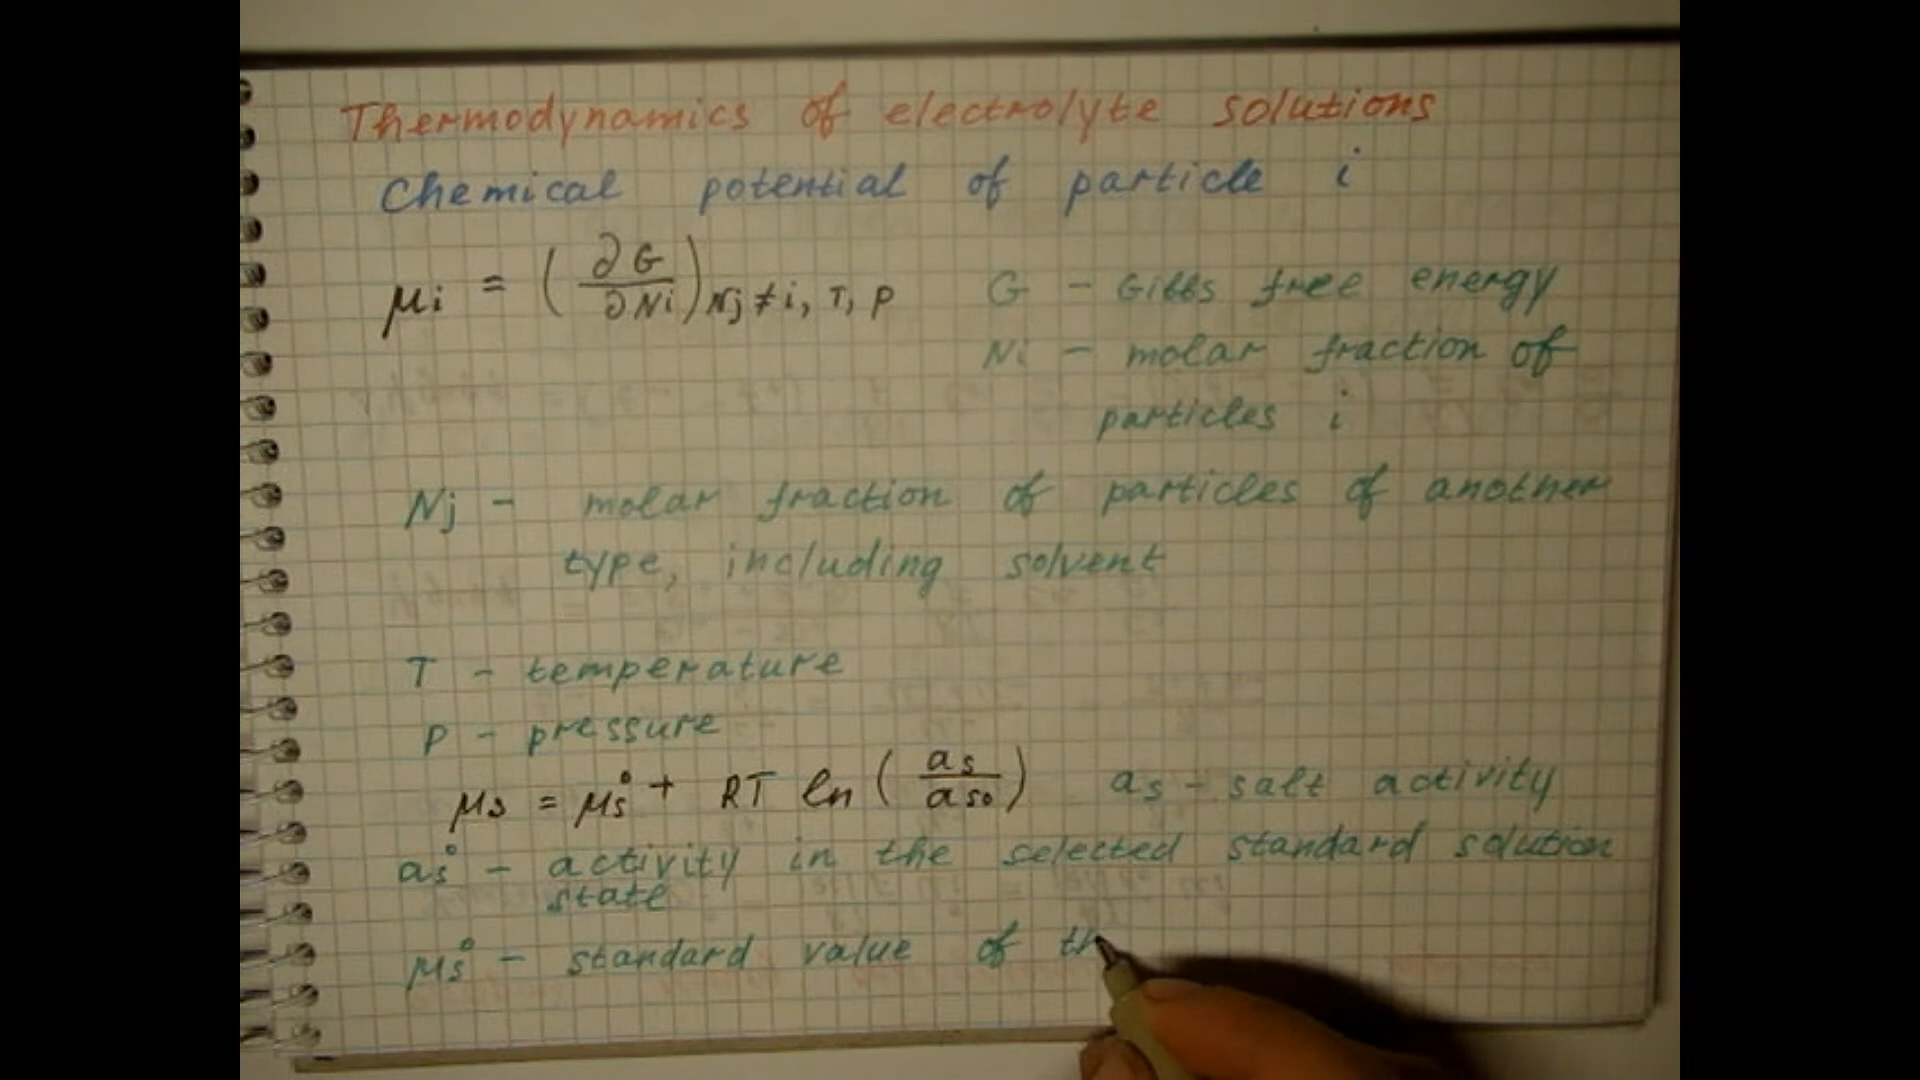 Thermodynamics of electrolyte solutions
Chemical potential of particle i
μi = (∂G/∂Ni)Nj≠i, T, P
G - Gibbs free energy
Ni - molar fraction of
particles i
Nj - molar fraction of particles of another
type, including solvent
T - temperature
P - pressure
μs = μs° + RT ln (as/aso) as - salt activity
as° - activity in the selected standard solution
state
μs° - standard value of th